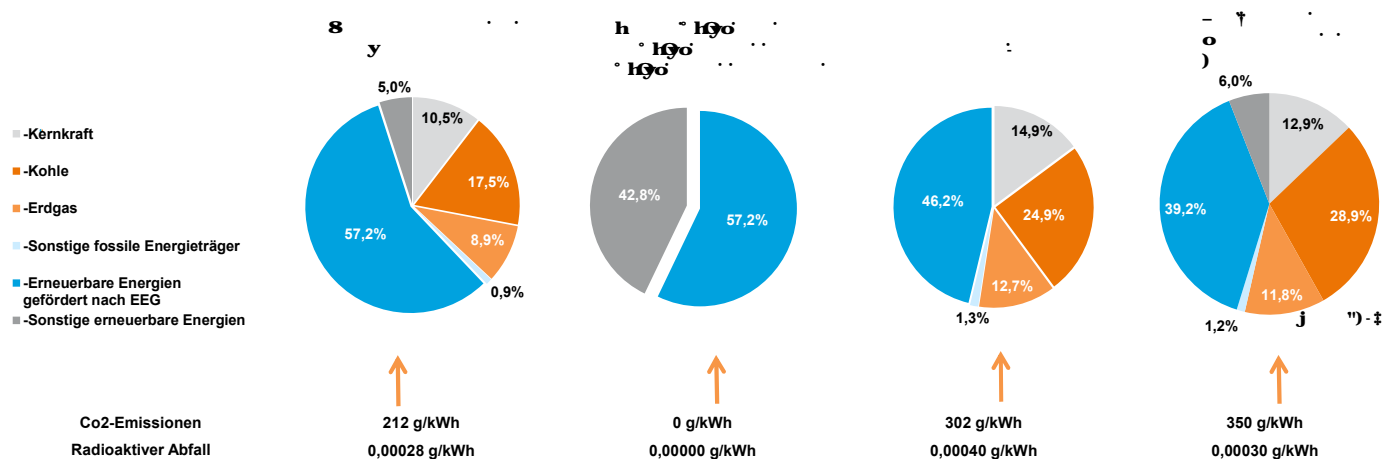 5,0%
10,5%
17,5%
8,9%
0,9%
57,2%
42,8%
57,2%
14,9%
24,9%
12,7%
1,3%
46,2%
6,0%
12,9%
28,9%
11,8%
1,2%
39,2%
-Kernkraft
-Kohle
-Erdgas
-Sonstige fossile Energieträger
-Erneuerbare Energien
gefördert nach EEG
-Sonstige erneuerbare Energien
Co2-Emissionen 212 g/kWh 0 g/kWh 302 g/kWh 350 g/kWh
Radioaktiver Abfall 0,00028 g/kWh 0,00000 g/kWh 0,00040 g/kWh 0,00030 g/kWh